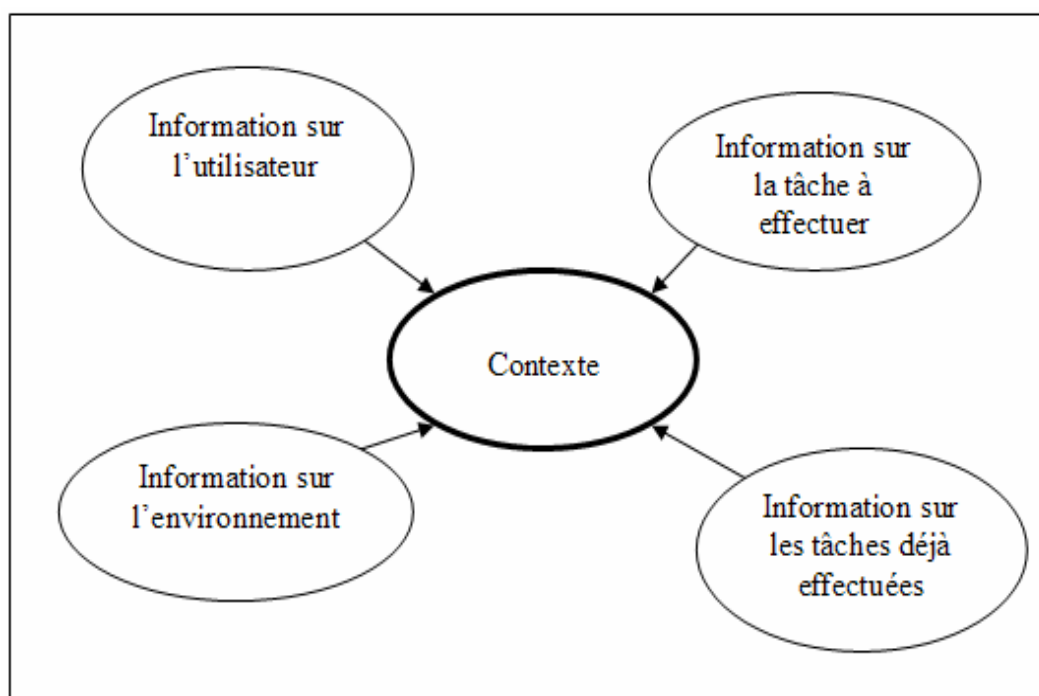 Information sur
l’utilisateur
Information sur
la tâche à
effectuer
Contexte
Information sur
l’environnement
Information sur
les tâches déjà
effectuées